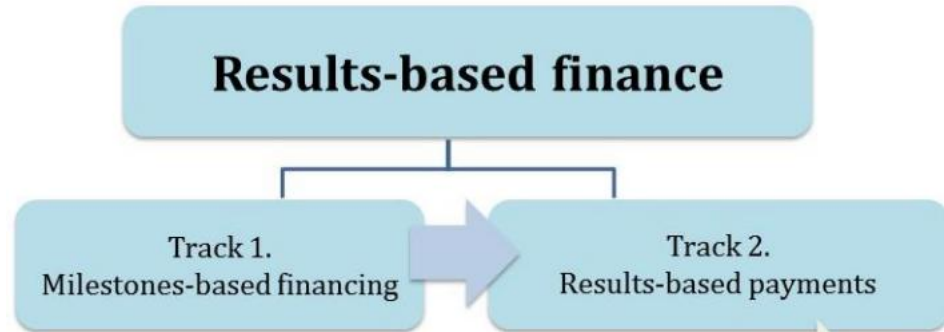 Results-based finance
Track 1.
Milestones-based financing
Track 2.
Results-based payments